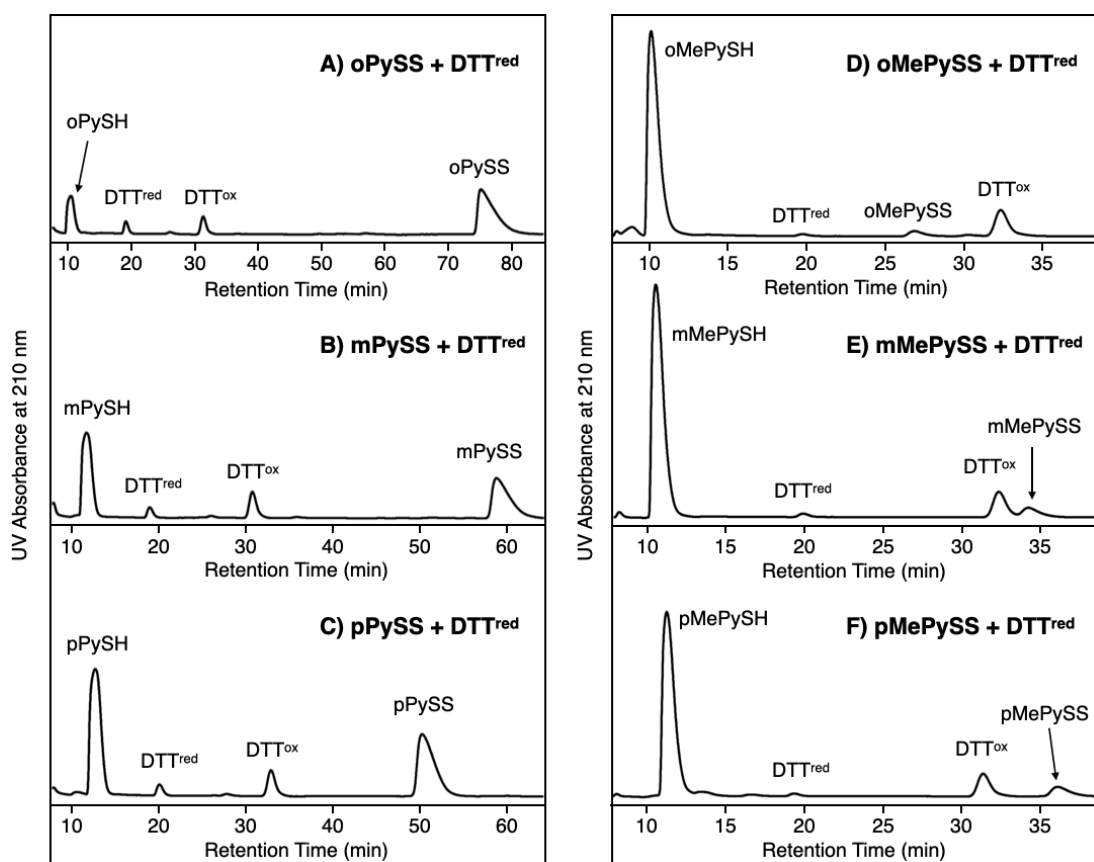 UV Absorbance at 210 nm
A) oPySS + DTTred
oPySH
DTTred
DTTox
oPySS
10 20 30 40 50 60 70 80
Retention Time (min)
B) mPySS + DTTred
mPySH
DTTred
DTTox
mPySS
10 20 30 40 50 60
Retention Time (min)
C) pPySS + DTTred
pPySH
DTTred
DTTox
pPySS
10 20 30 40 50 60
Retention Time (min)
UV Absorbance at 210 nm
D) oMePySS + DTTred
oMePySH
DTTred
oMePySS
DTTox
10 15 20 25 30 35
Retention Time (min)
E) mMePySS + DTTred
mMePySH
DTTred
DTTox
mMePySS
10 15 20 25 30 35
Retention Time (min)
F) pMePySS + DTTred
pMePySH
DTTred
DTTox
pMePySS
10 15 20 25 30 35
Retention Time (min)